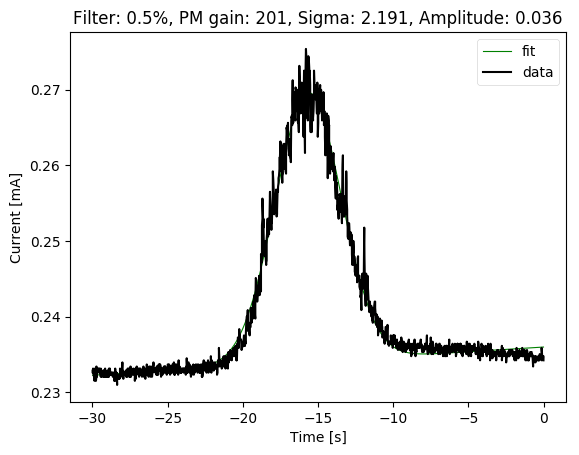 Filter: 0.5%, PM gain: 201, Sigma: 2.191, Amplitude: 0.036
fit
data
0.27
0.26
0.25
0.24
0.23
Current [mA]
−30
−25
−20
−15
−10
−5
0
Time [s]